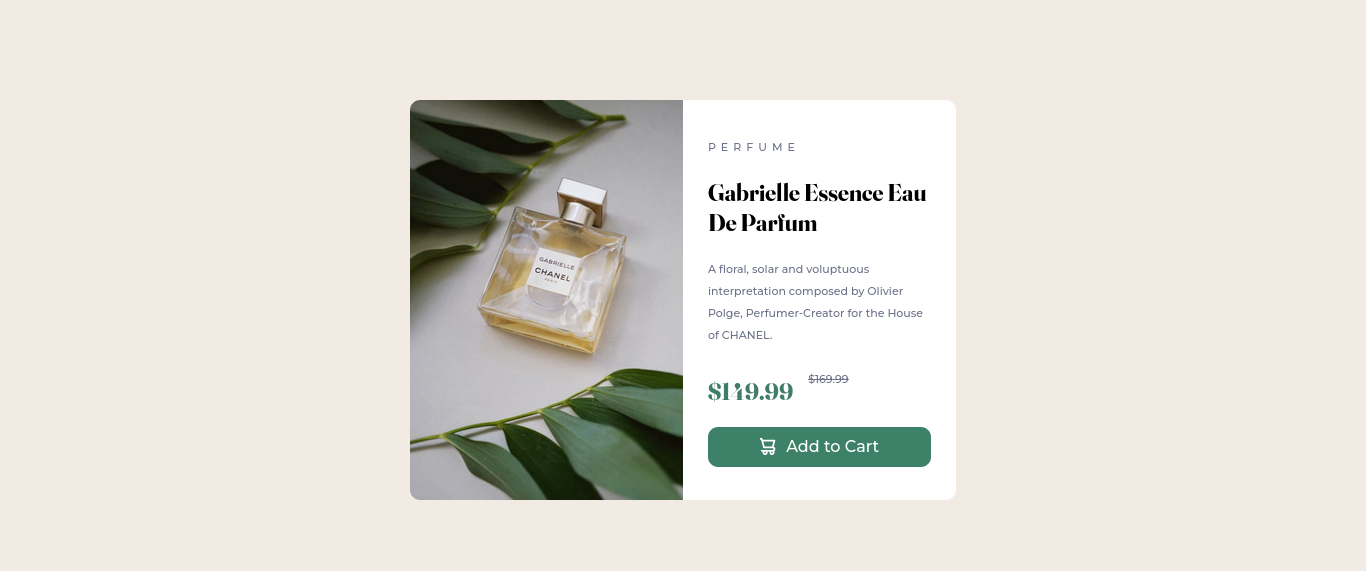 GABRIELLE
CHANEL
PARIS
PERFUME
Gabrielle Essence Eau
De Parfum
A floral, solar and voluptuous
interpretation composed by Olivier
Polge, Perfumer-Creator for the House
of CHANEL.
$149.99 $169.99
Add to Cart